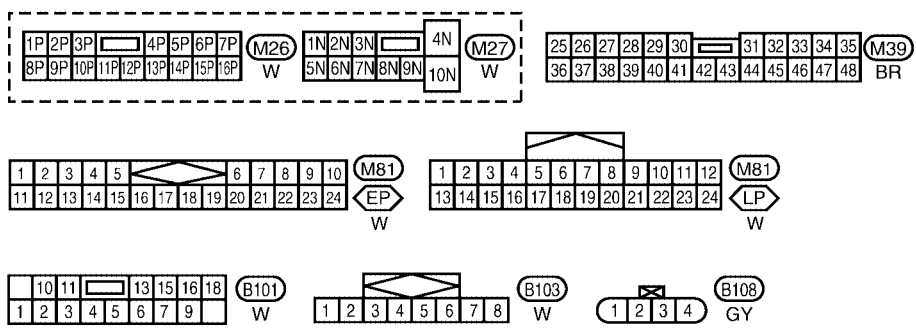 1P 2P 3P 4P 5P 6P 7P M26
8P 9P 10P 11P 12P 13P 14P 15P 16P W
1N 2N 3N 4N M27
5N 6N 7N 8N 9N 10N W
25 26 27 28 29 30 31 32 33 34 35 M39
36 37 38 39 40 41 42 43 44 45 46 47 48 BR
1 2 3 4 5 6 7 8 9 10 M81
11 12 13 14 15 16 17 18 19 20 21 22 23 24 EP
W
1 2 3 4 5 6 7 8 9 10 11 12 M81
13 14 15 16 17 18 19 20 21 22 23 24 LP
W
10 11 13 15 16 18 B101
1 2 3 4 5 6 7 9 W
B103
1 2 3 4 5 6 7 8 W
B108
1 2 3 4 GY